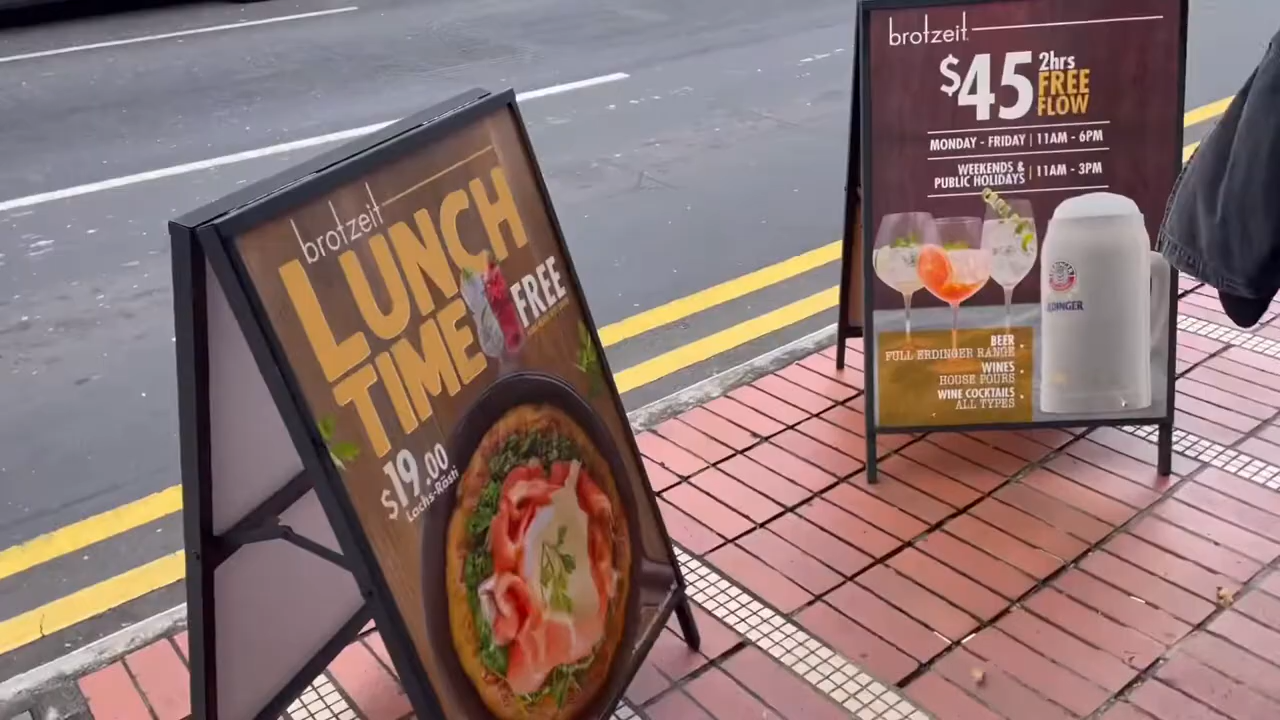 brotzeit
LUNCH
TIME
FREE
$19.00
Lachs-Rösti
brotzeit
$45 2hrs
FREE
FLOW
MONDAY - FRIDAY | 11AM - 6PM
WEEKENDS &
PUBLIC HOLIDAYS | 11AM - 3PM
BEER
FULL ERDINGER RANGE
WINES
HOUSE POURS
WINE COCKTAILS
ALL TYPES